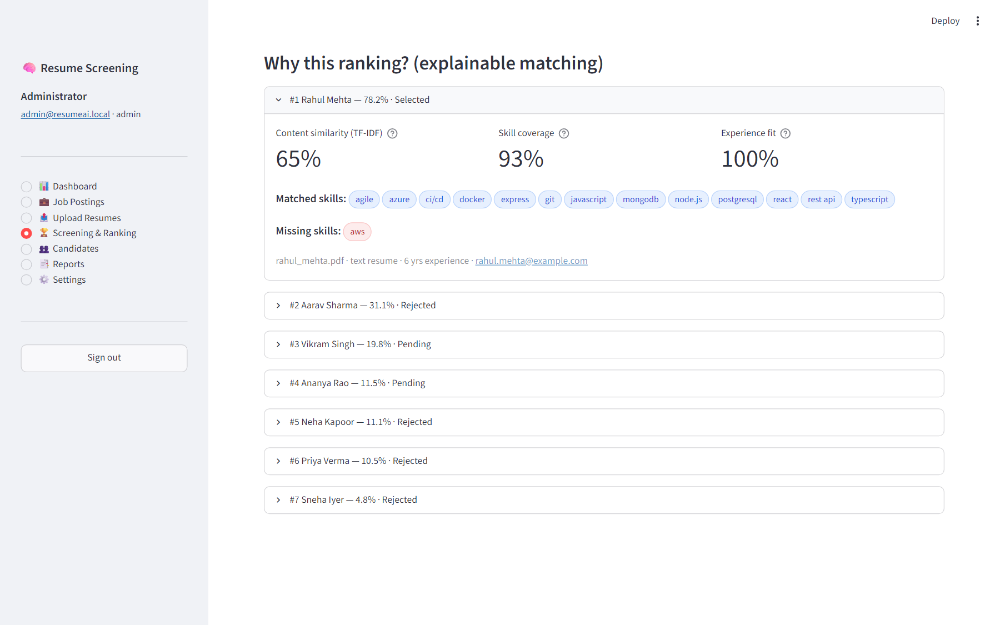 Deploy
Resume Screening
Administrator
admin@resumeai.local · admin
Dashboard
Job Postings
Upload Resumes
Screening & Ranking
Candidates
Reports
Settings
Sign out
Why this ranking? (explainable matching)
#1 Rahul Mehta — 78.2% · Selected
Content similarity (TF-IDF) Skill coverage Experience fit
65% 93% 100%
Matched skills: agile azure ci/cd docker express git javascript mongodb node.js postgresql react rest api typescript
Missing skills: aws
rahul_mehta.pdf · text resume · 6 yrs experience · rahul.mehta@example.com
#2 Aarav Sharma — 31.1% · Rejected
#3 Vikram Singh — 19.8% · Pending
#4 Ananya Rao — 11.5% · Pending
#5 Neha Kapoor — 11.1% · Rejected
#6 Priya Verma — 10.5% · Rejected
#7 Sneha Iyer — 4.8% · Rejected